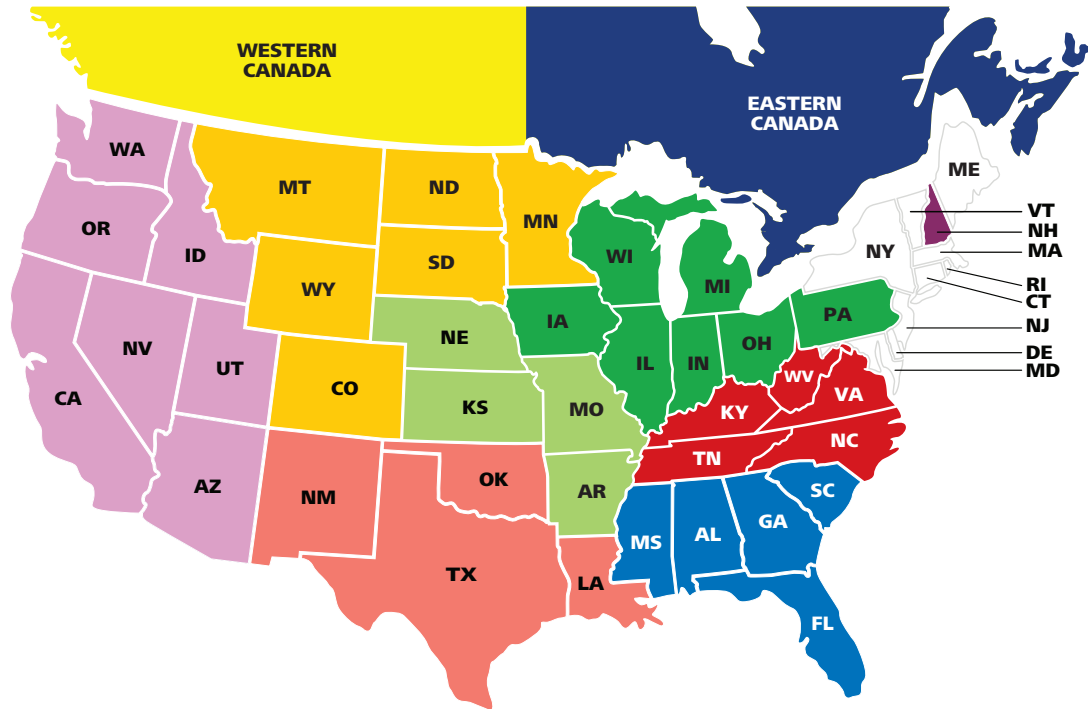 WESTERN
CANADA
EASTERN
CANADA
WA
OR
ID
MT
ND
MN
SD
WY
NE
IA
WI
MI
IL
IN
OH
PA
NY
ME
VT
NH
MA
RI
CT
NJ
DE
MD
CA
NV
UT
CO
KS
MO
KY
WV
VA
NC
TN
AZ
NM
OK
AR
TX
LA
MS
AL
GA
SC
FL